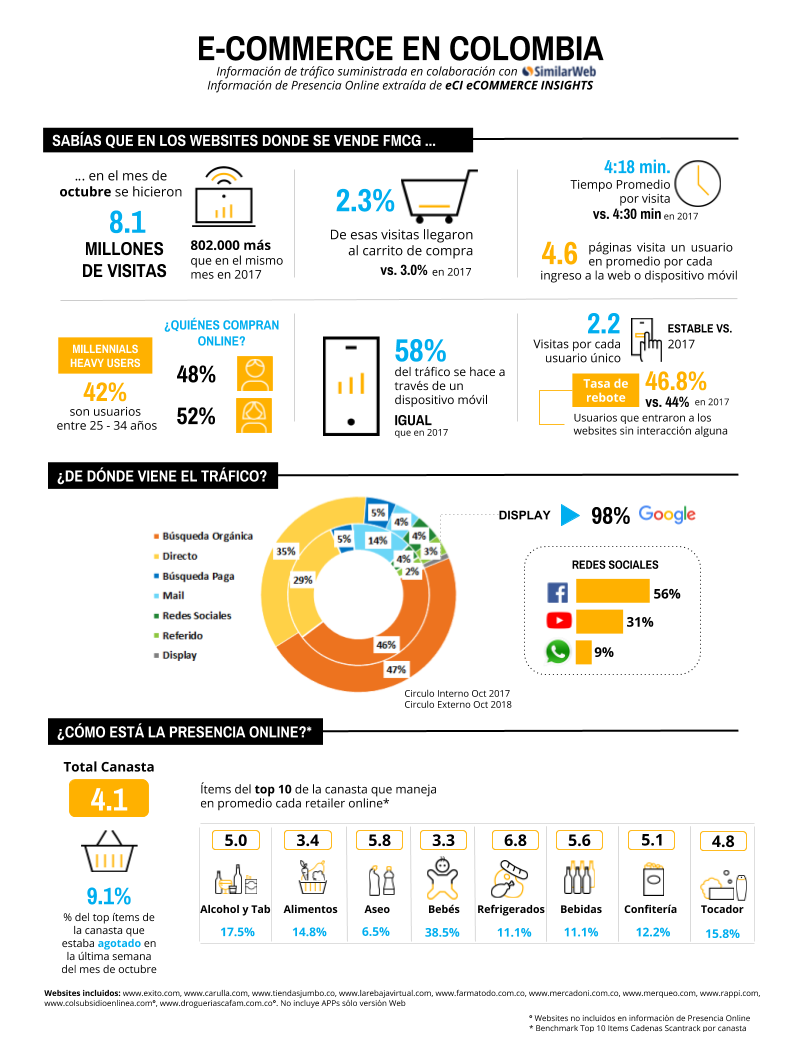 E-COMMERCE EN COLOMBIA
Información de tráfico suministrada en colaboración con SimilarWeb
Información de Presencia Online extraída de eCI eCOMMERCE INSIGHTS
SABÍAS QUE EN LOS WEBSITES DONDE SE VENDE FMCG ...
... en el mes de
octubre se hicieron
8.1
MILLONES
DE VISITAS
802.000 más
que en el mismo
mes en 2017
2.3%
De esas visitas llegaron
al carrito de compra
vs. 3.0% en 2017
4:18 min.
Tiempo Promedio
por visita
vs. 4:30 min en 2017
4.6
páginas visita un usuario
en promedio por cada
ingreso a la web o dispositivo móvil
MILLENNIALS
HEAVY USERS
42%
son usuarios
entre 25 - 34 años
¿QUIÉNES COMPRAN
ONLINE?
48%
52%
58%
del tráfico se hace a
través de un
dispositivo móvil
IGUAL
que en 2017
2.2
Visitas por cada
usuario único
ESTABLE VS.
2017
Tasa de
rebote
46.8%
vs. 44% en 2017
Usuarios que entraron a los
websites sin interacción alguna
¿DE DÓNDE VIENE EL TRÁFICO?
Búsqueda Orgánica
Directo
Búsqueda Paga
Mail
Redes Sociales
Referido
Display
5%
4%
4%
3%
35%
5%
14%
4%
2%
29%
46%
47%
Circulo Interno Oct 2017
Circulo Externo Oct 2018
DISPLAY 98% Google
REDES SOCIALES
56%
31%
9%
¿CÓMO ESTÁ LA PRESENCIA ONLINE?*
Total Canasta
4.1
9.1%
% del top ítems de
la canasta que
estaba agotado en
la última semana
del mes de octubre
Ítems del top 10 de la canasta que maneja
en promedio cada retailer online*
5.0 3.4 5.8 3.3 6.8 5.6 5.1 4.8
Alcohol y Tab Alimentos Aseo Bebés Refrigerados Bebidas Confitería Tocador
17.5% 14.8% 6.5% 38.5% 11.1% 11.1% 12.2% 15.8%
Websites incluidos: www.exito.com, www.carulla.com, www.tiendasjumbo.co, www.larebajavirtual.com, www.farmatodo.com.co, www.mercadoni.com.co, www.merqueo.com, www.rappi.com,
www.colsubsidioenlinea.com°, www.drogueriascafam.com.co°. No incluye APPs sólo versión Web
° Websites no incluidos en información de Presencia Online
* Benchmark Top 10 Items Cadenas Scantrack por canasta